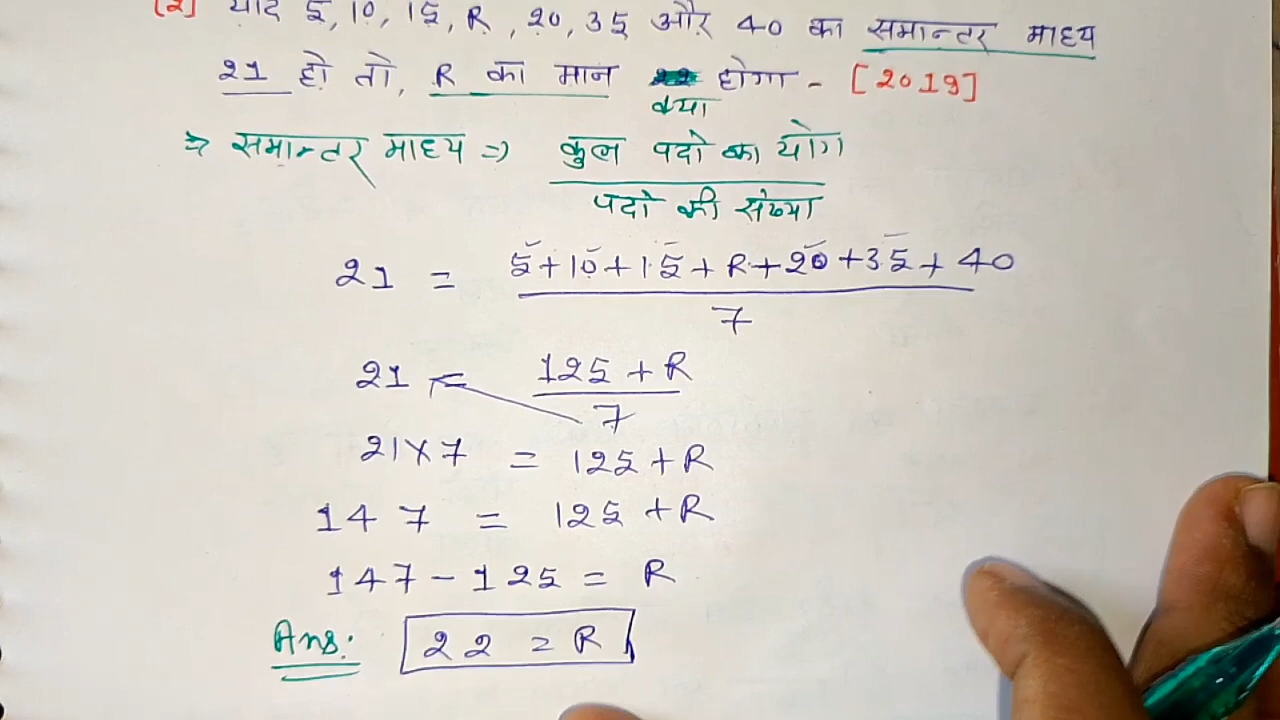 (2) यदि 5, 10, 15, R, 20, 35 और 40 का समान्तर माध्य
21 हो तो, R का मान क्या होगा - [2019]
⇒ समान्तर माध्य ⇒ कुल पदो का योग
पदो की संख्या
21 = 5+10+15+R+20+35+40
7
21 = 125+R
7
21×7 = 125+R
147 = 125+R
147-125 = R
Ans: 22 = R